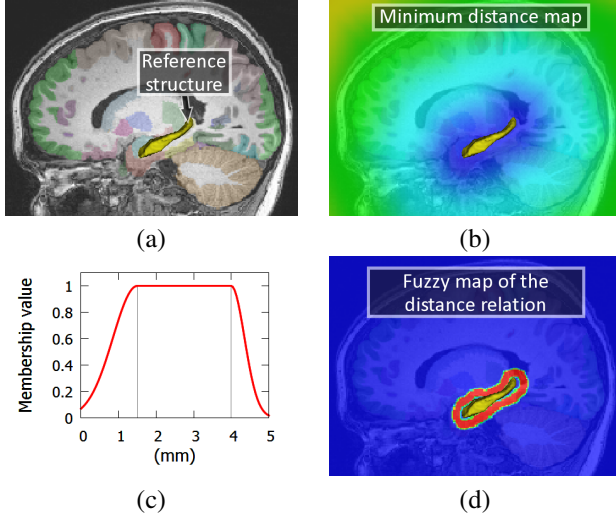 Reference
structure
Minimum distance map
(a)
(b)
Membership value
1
0.8
0.6
0.4
0.2
0
0 1 2 3 4 5
(mm)
Fuzzy map of the
distance relation
(c)
(d)